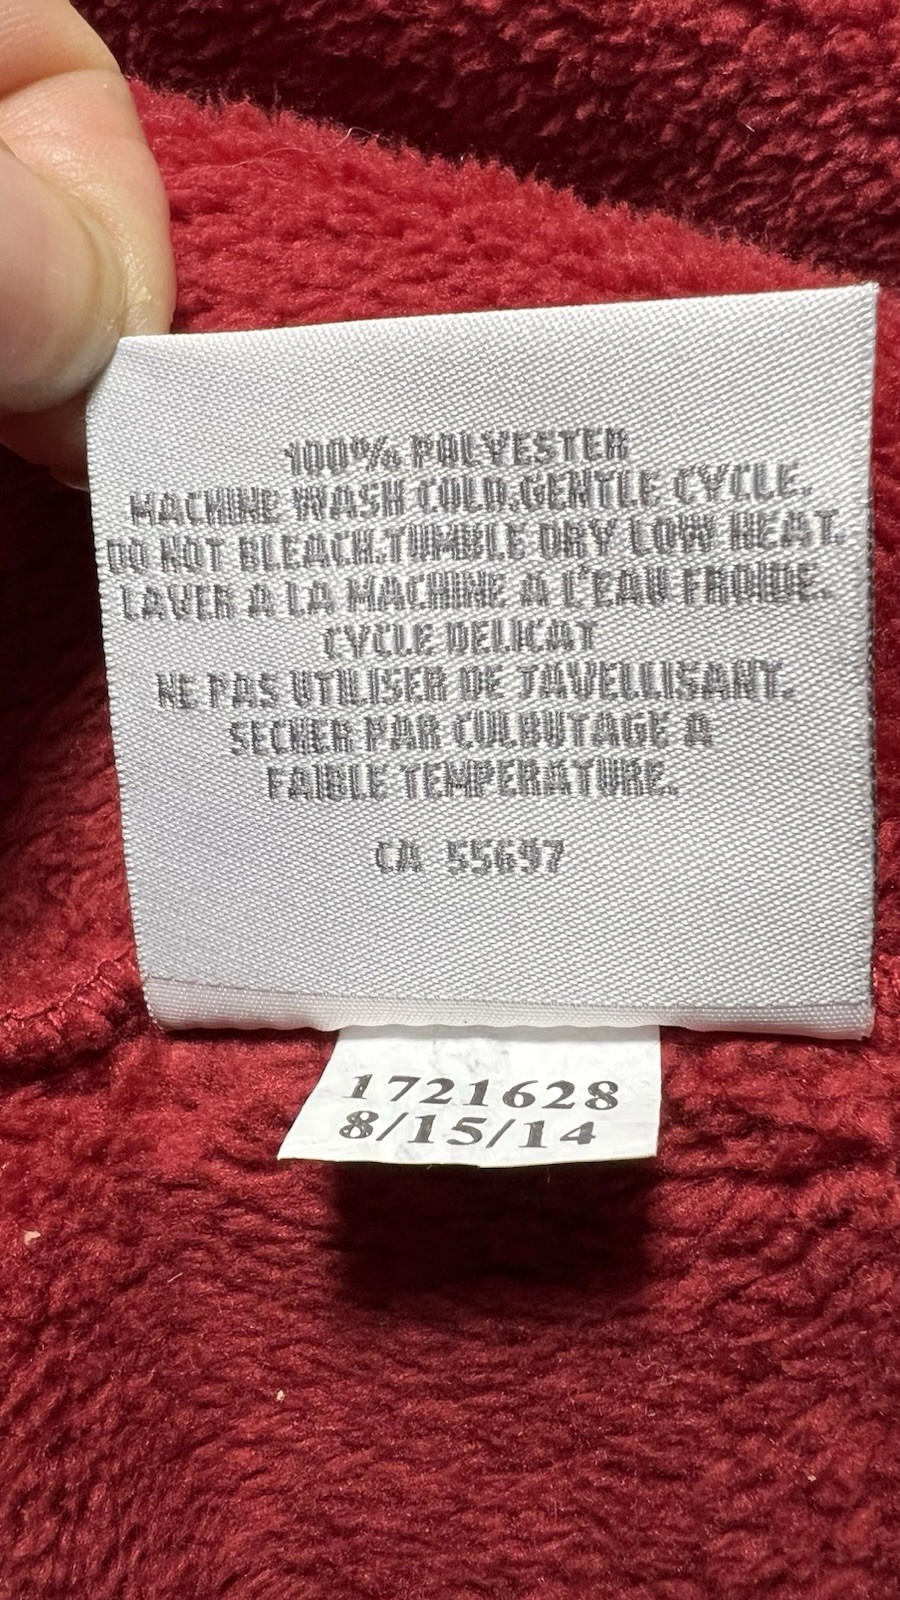 100% POLYESTER
MACHINE WASH COLD.GENTLE CYCLE.
DO NOT BLEACH.TUMBLE DRY LOW HEAT.
LAVER A LA MACHINE A L'EAU FROIDE.
CYCLE DELICAT
NE PAS UTILISER DE JAVELLISANT.
SECHER PAR CULBUTAGE A
FAIBLE TEMPERATURE.
CA 55697
1721628
8/15/14